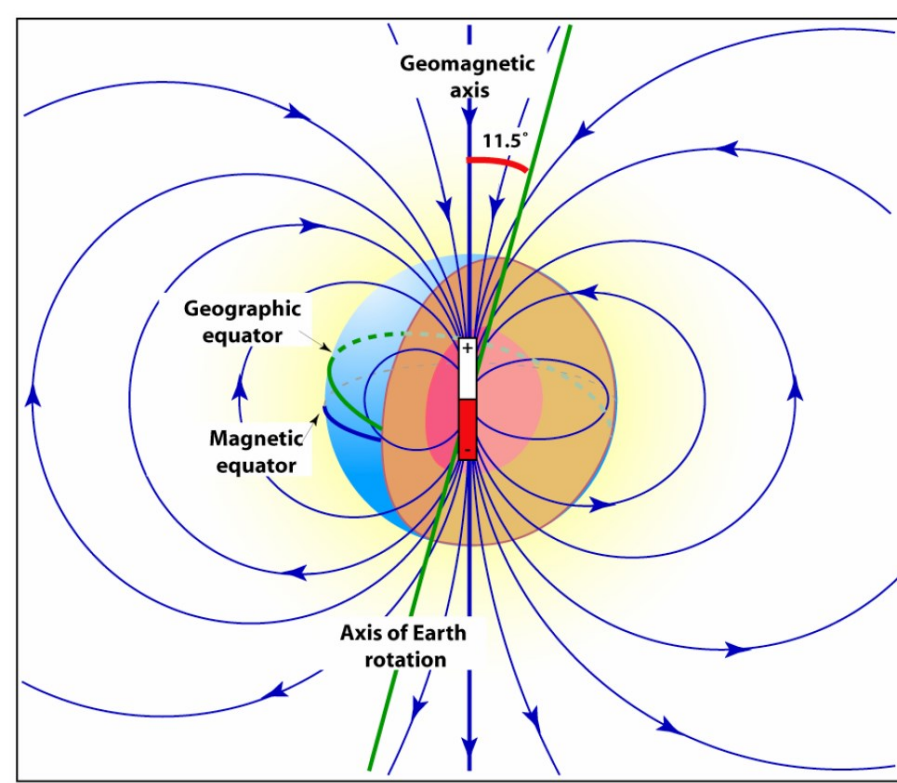 Geomagnetic
axis
11.5°
Geographic
equator
+
Magnetic
equator
-
Axis of Earth
rotation